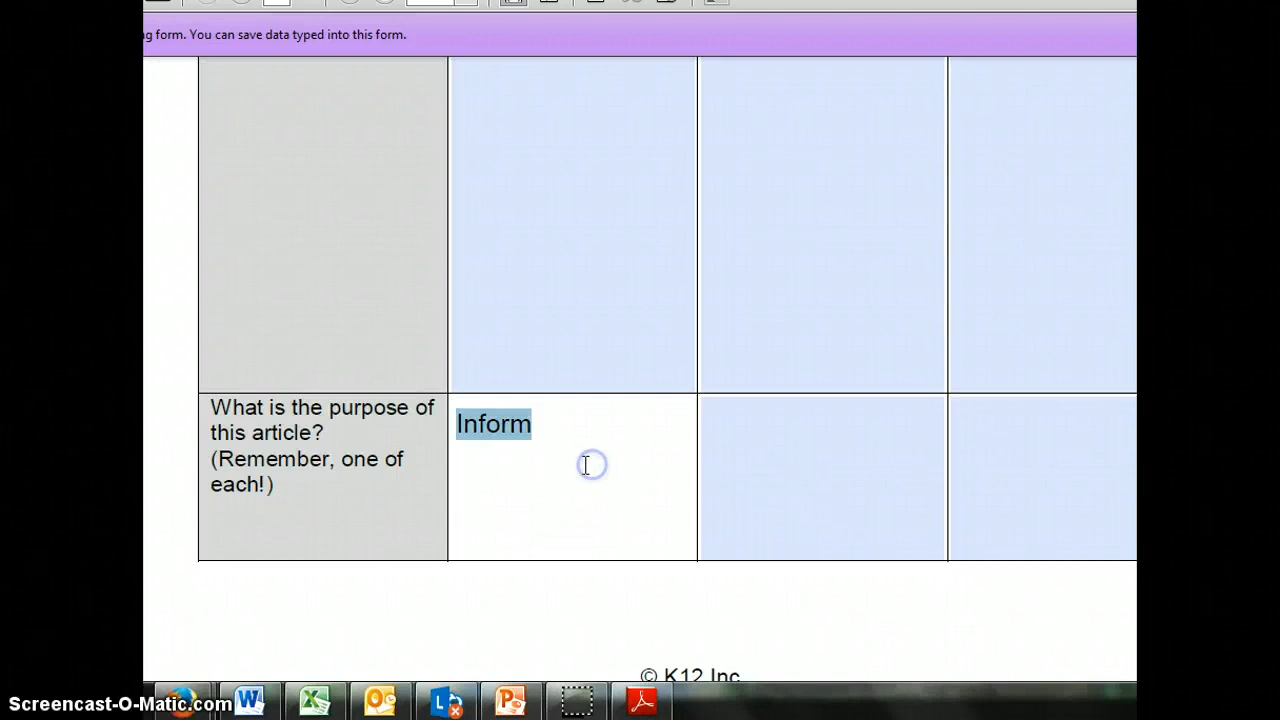 g form. You can save data typed into this form.
What is the purpose of
this article?
(Remember, one of
each!)
Inform
© K12 Inc
Screencast-O-Matic.com